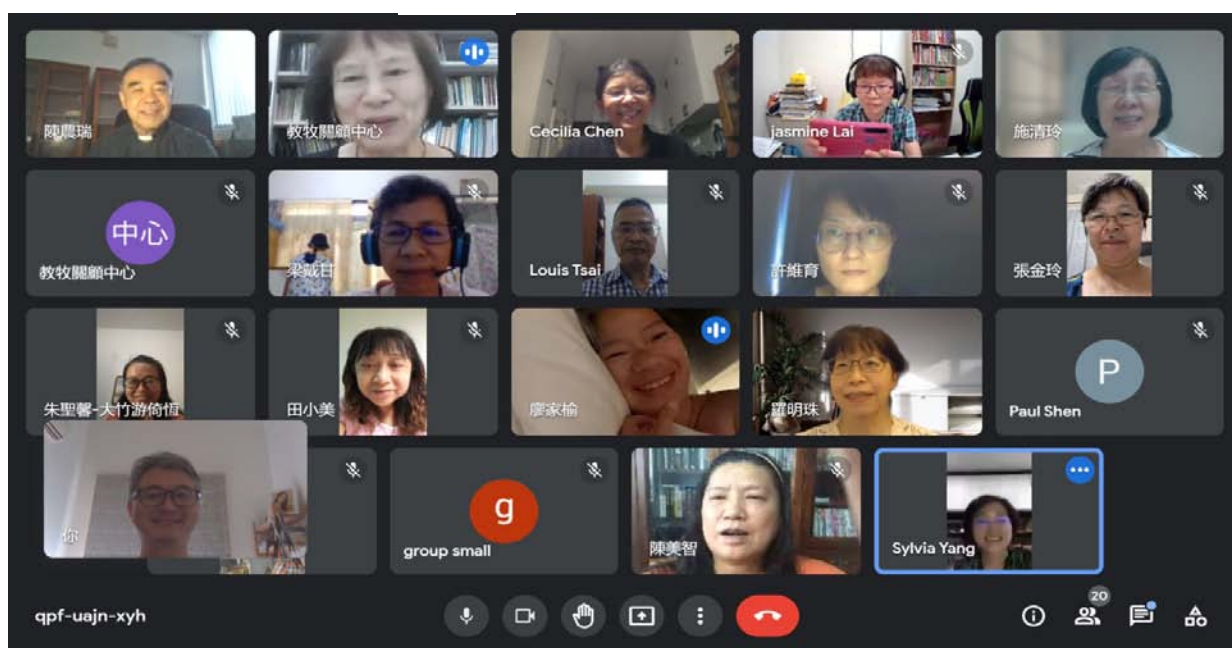 陳農瑞
教牧關顧中心
Cecilia Chen
jasmine Lai
施清玲
中心
教牧關顧中心
梁戴甘
Louis Tsai
許維育
張金玲
朱聖馨-大竹游倚恆
田小美
廖家榆
羅明珠
P
Paul Shen
你
g
group small
陳美智
Sylvia Yang
qpf-uajn-xyh
20